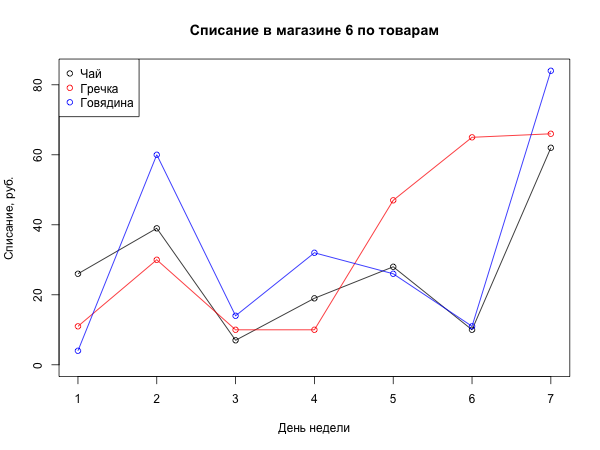 Списание в магазине 6 по товарам
Чай
Гречка
Говядина
Списание, руб.
80
60
40
20
0
1 2 3 4 5 6 7
День недели